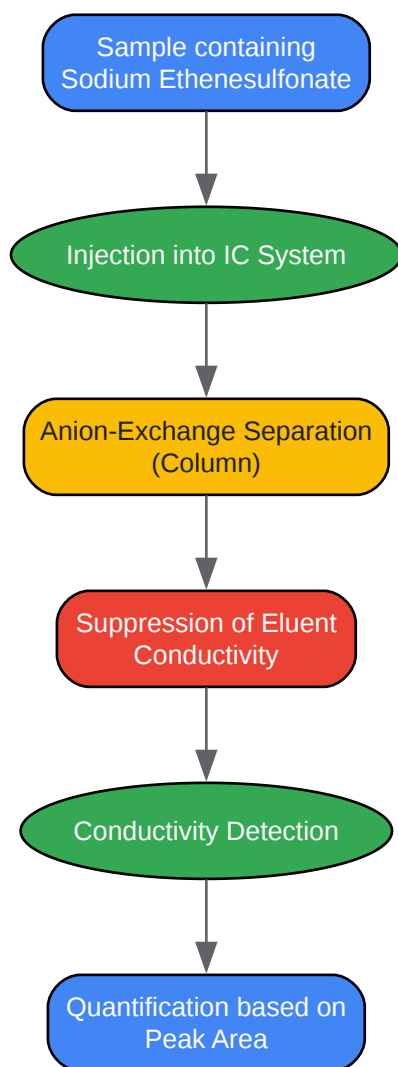 Sample containing
Sodium Ethenesulfonate
Injection into IC System
Anion-Exchange Separation
(Column)
Suppression of Eluent
Conductivity
Conductivity Detection
Quantification based on
Peak Area